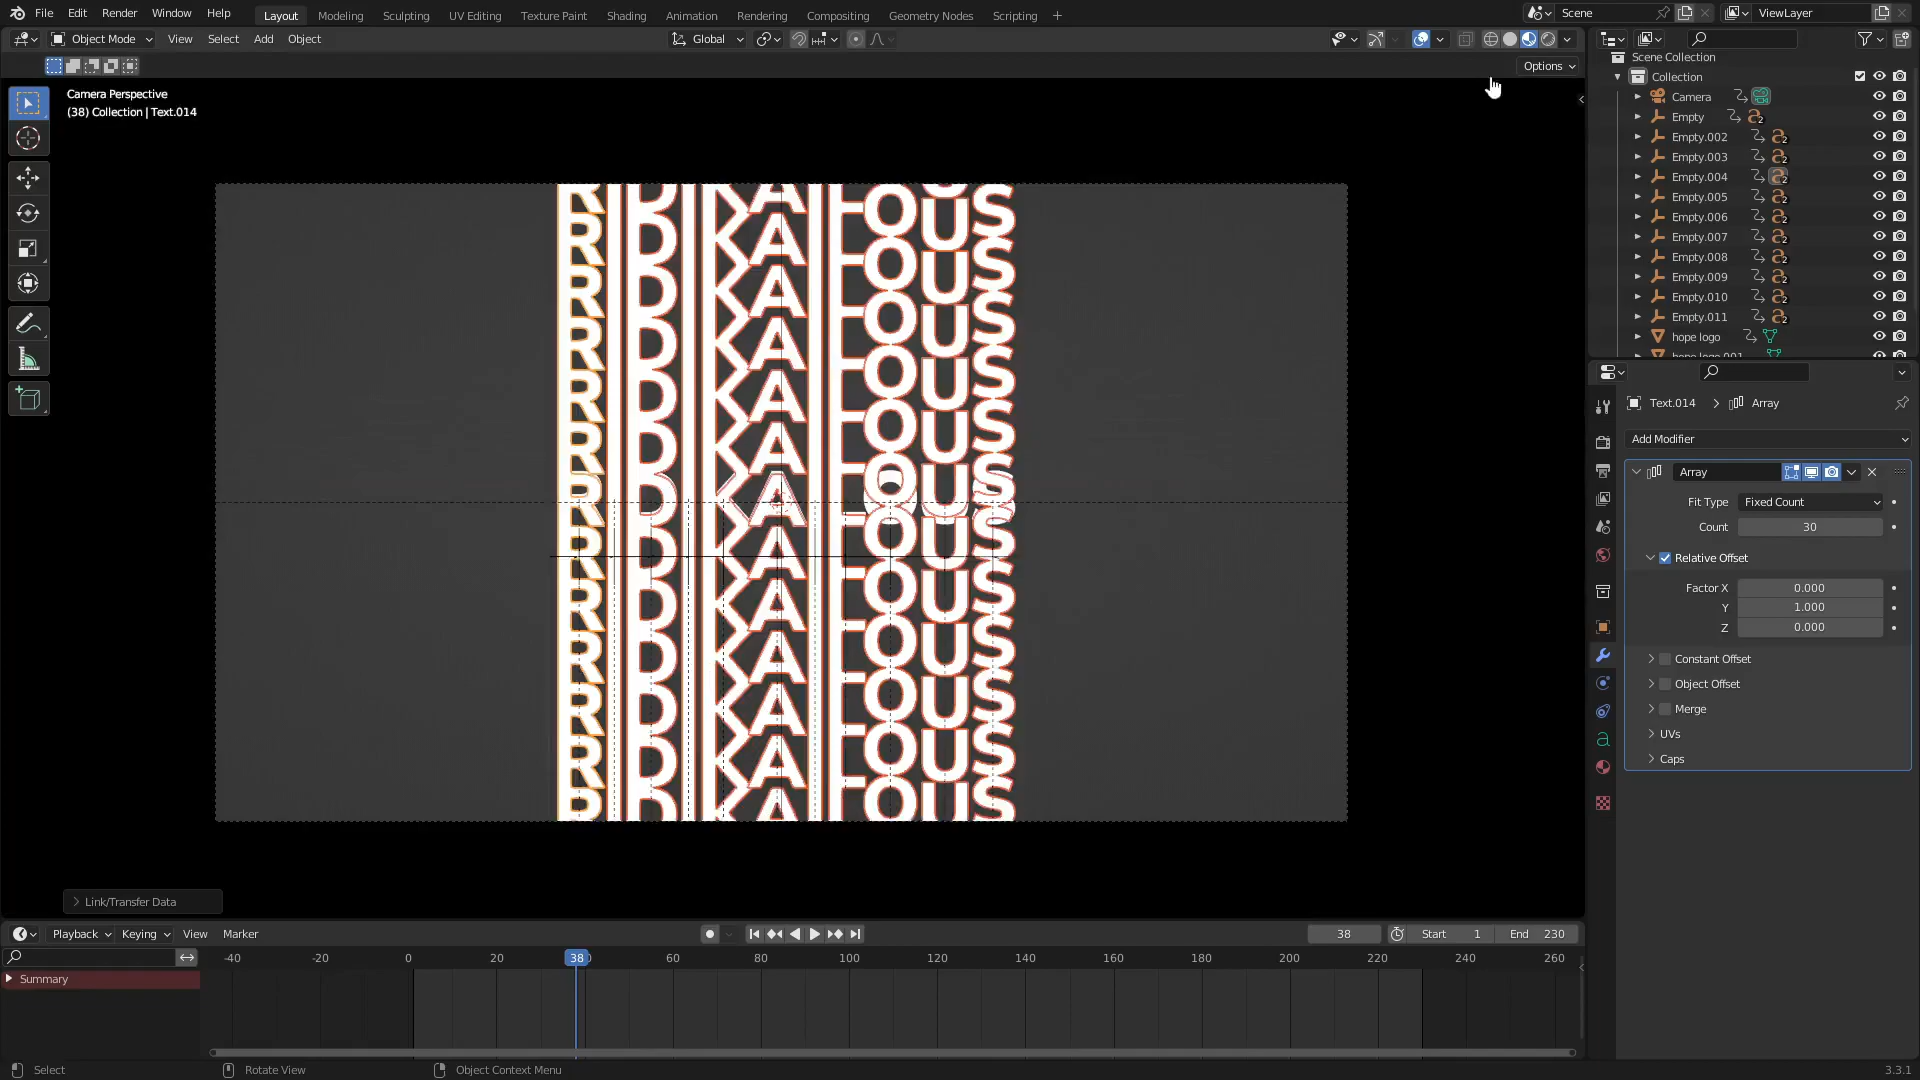 File Edit Render Window Help Layout Modeling Sculpting UV Editing Texture Paint Shading Animation Rendering Compositing Geometry Nodes Scripting + Scene ViewLayer
Object Mode View Select Add Object Global
Options
Camera Perspective
(38) Collection | Text.014
Scene Collection
Collection
Camera
Empty
Empty.002
Empty.003
Empty.004
Empty.005
Empty.006
Empty.007
Empty.008
Empty.009
Empty.010
Empty.011
hope logo
hope logo.001
Text.014 > Array
Add Modifier
Array
Fit Type Fixed Count
Count 30
Relative Offset
Factor X 0.000
Y 1.000
Z 0.000
Constant Offset
Object Offset
Merge
UVs
Caps
Link/Transfer Data
Playback Keying View Marker 38 Start 1 End 230
-40 -20 0 20 38 60 80 100 120 140 160 180 200 220 240 260
Summary
Select Rotate View Object Context Menu 3.3.1